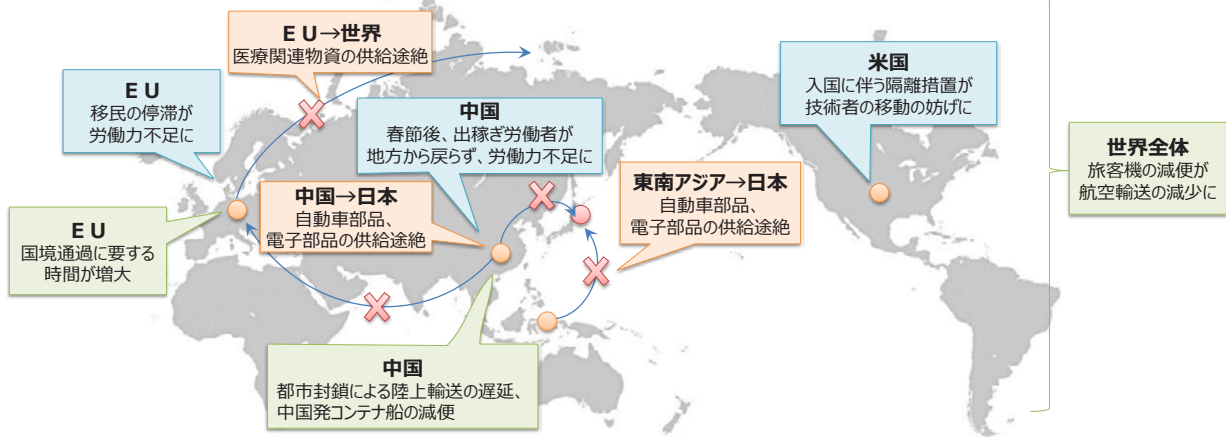 ＥＵ→世界
医療関連物資の供給途絶
ＥＵ
移民の停滞が
労働力不足に
中国
春節後、出稼ぎ労働者が
地方から戻らず、労働力不足に
米国
入国に伴う隔離措置が
技術者の移動の妨げに
世界全体
旅客機の減便が
航空輸送の減少に
中国→日本
自動車部品、
電子部品の供給途絶
東南アジア→日本
自動車部品、
電子部品の供給途絶
ＥＵ
国境通過に要する
時間が増大
中国
都市封鎖による陸上輸送の遅延、
中国発コンテナ船の減便